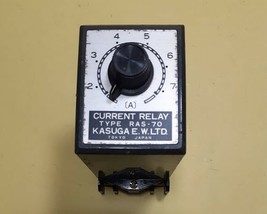 4
5
3
6
2
7
(A)
CURRENT RELAY
TYPE RAS-70
KASUGA E.W. LTD.
TOKYO JAPAN